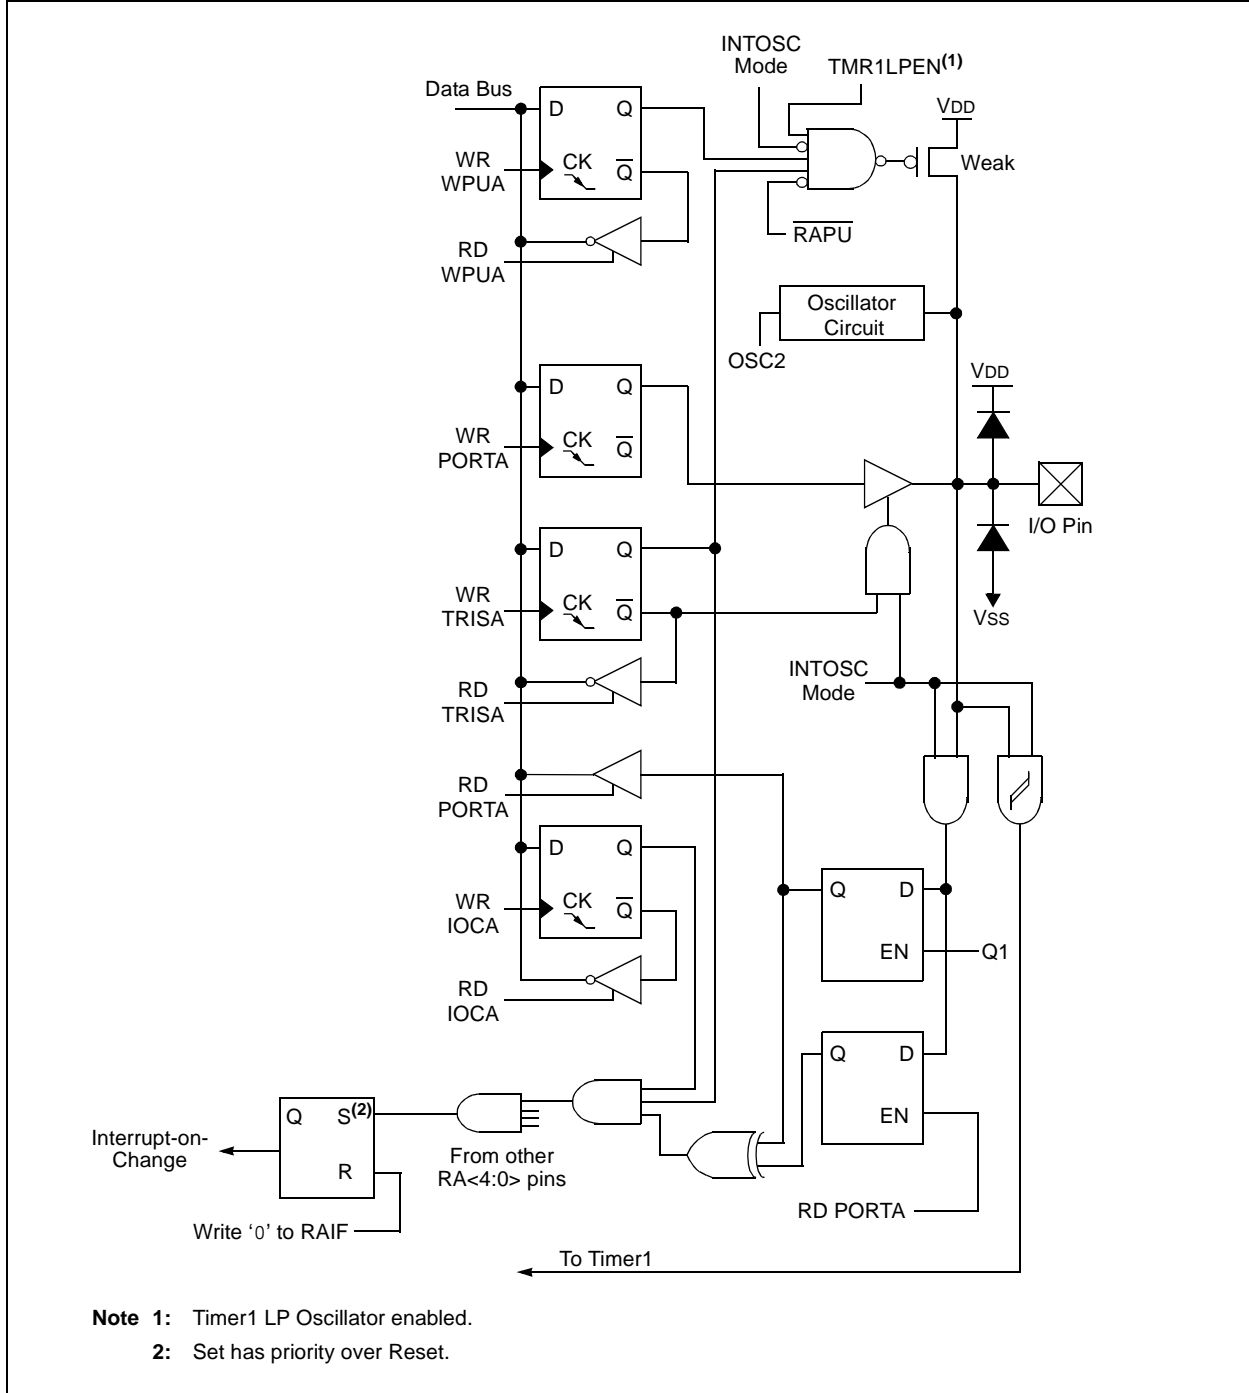 INTOSC
Mode
TMR1LPEN(1)
Data Bus
VDD
D
Q
WR
WPUA
CK
Q̅
Weak
R̅A̅P̅U̅
RD
WPUA
Oscillator
Circuit
OSC2
VDD
D
Q
WR
PORTA
CK
Q̅
I/O Pin
D
Q
WR
TRISA
CK
Q̅
VSS
INTOSC
Mode
RD
TRISA
RD
PORTA
D
Q
WR
IOCA
CK
Q̅
Q
D
EN
Q1
RD
IOCA
Q
D
EN
Q
S(2)
R
Interrupt-on-
Change
From other
RA<4:0> pins
RD PORTA
Write ‘0’ to RAIF
To Timer1
Note 1: Timer1 LP Oscillator enabled.
2: Set has priority over Reset.